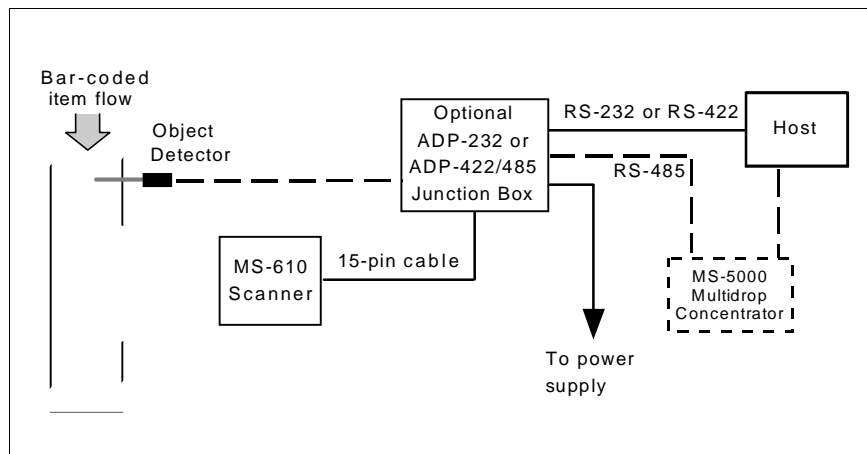 Bar-coded
item flow
Object
Detector
Optional
ADP-232 or
ADP-422/485
Junction Box
RS-232 or RS-422
Host
RS-485
MS-610
Scanner
15-pin cable
MS-5000
Multidrop
Concentrator
To power
supply